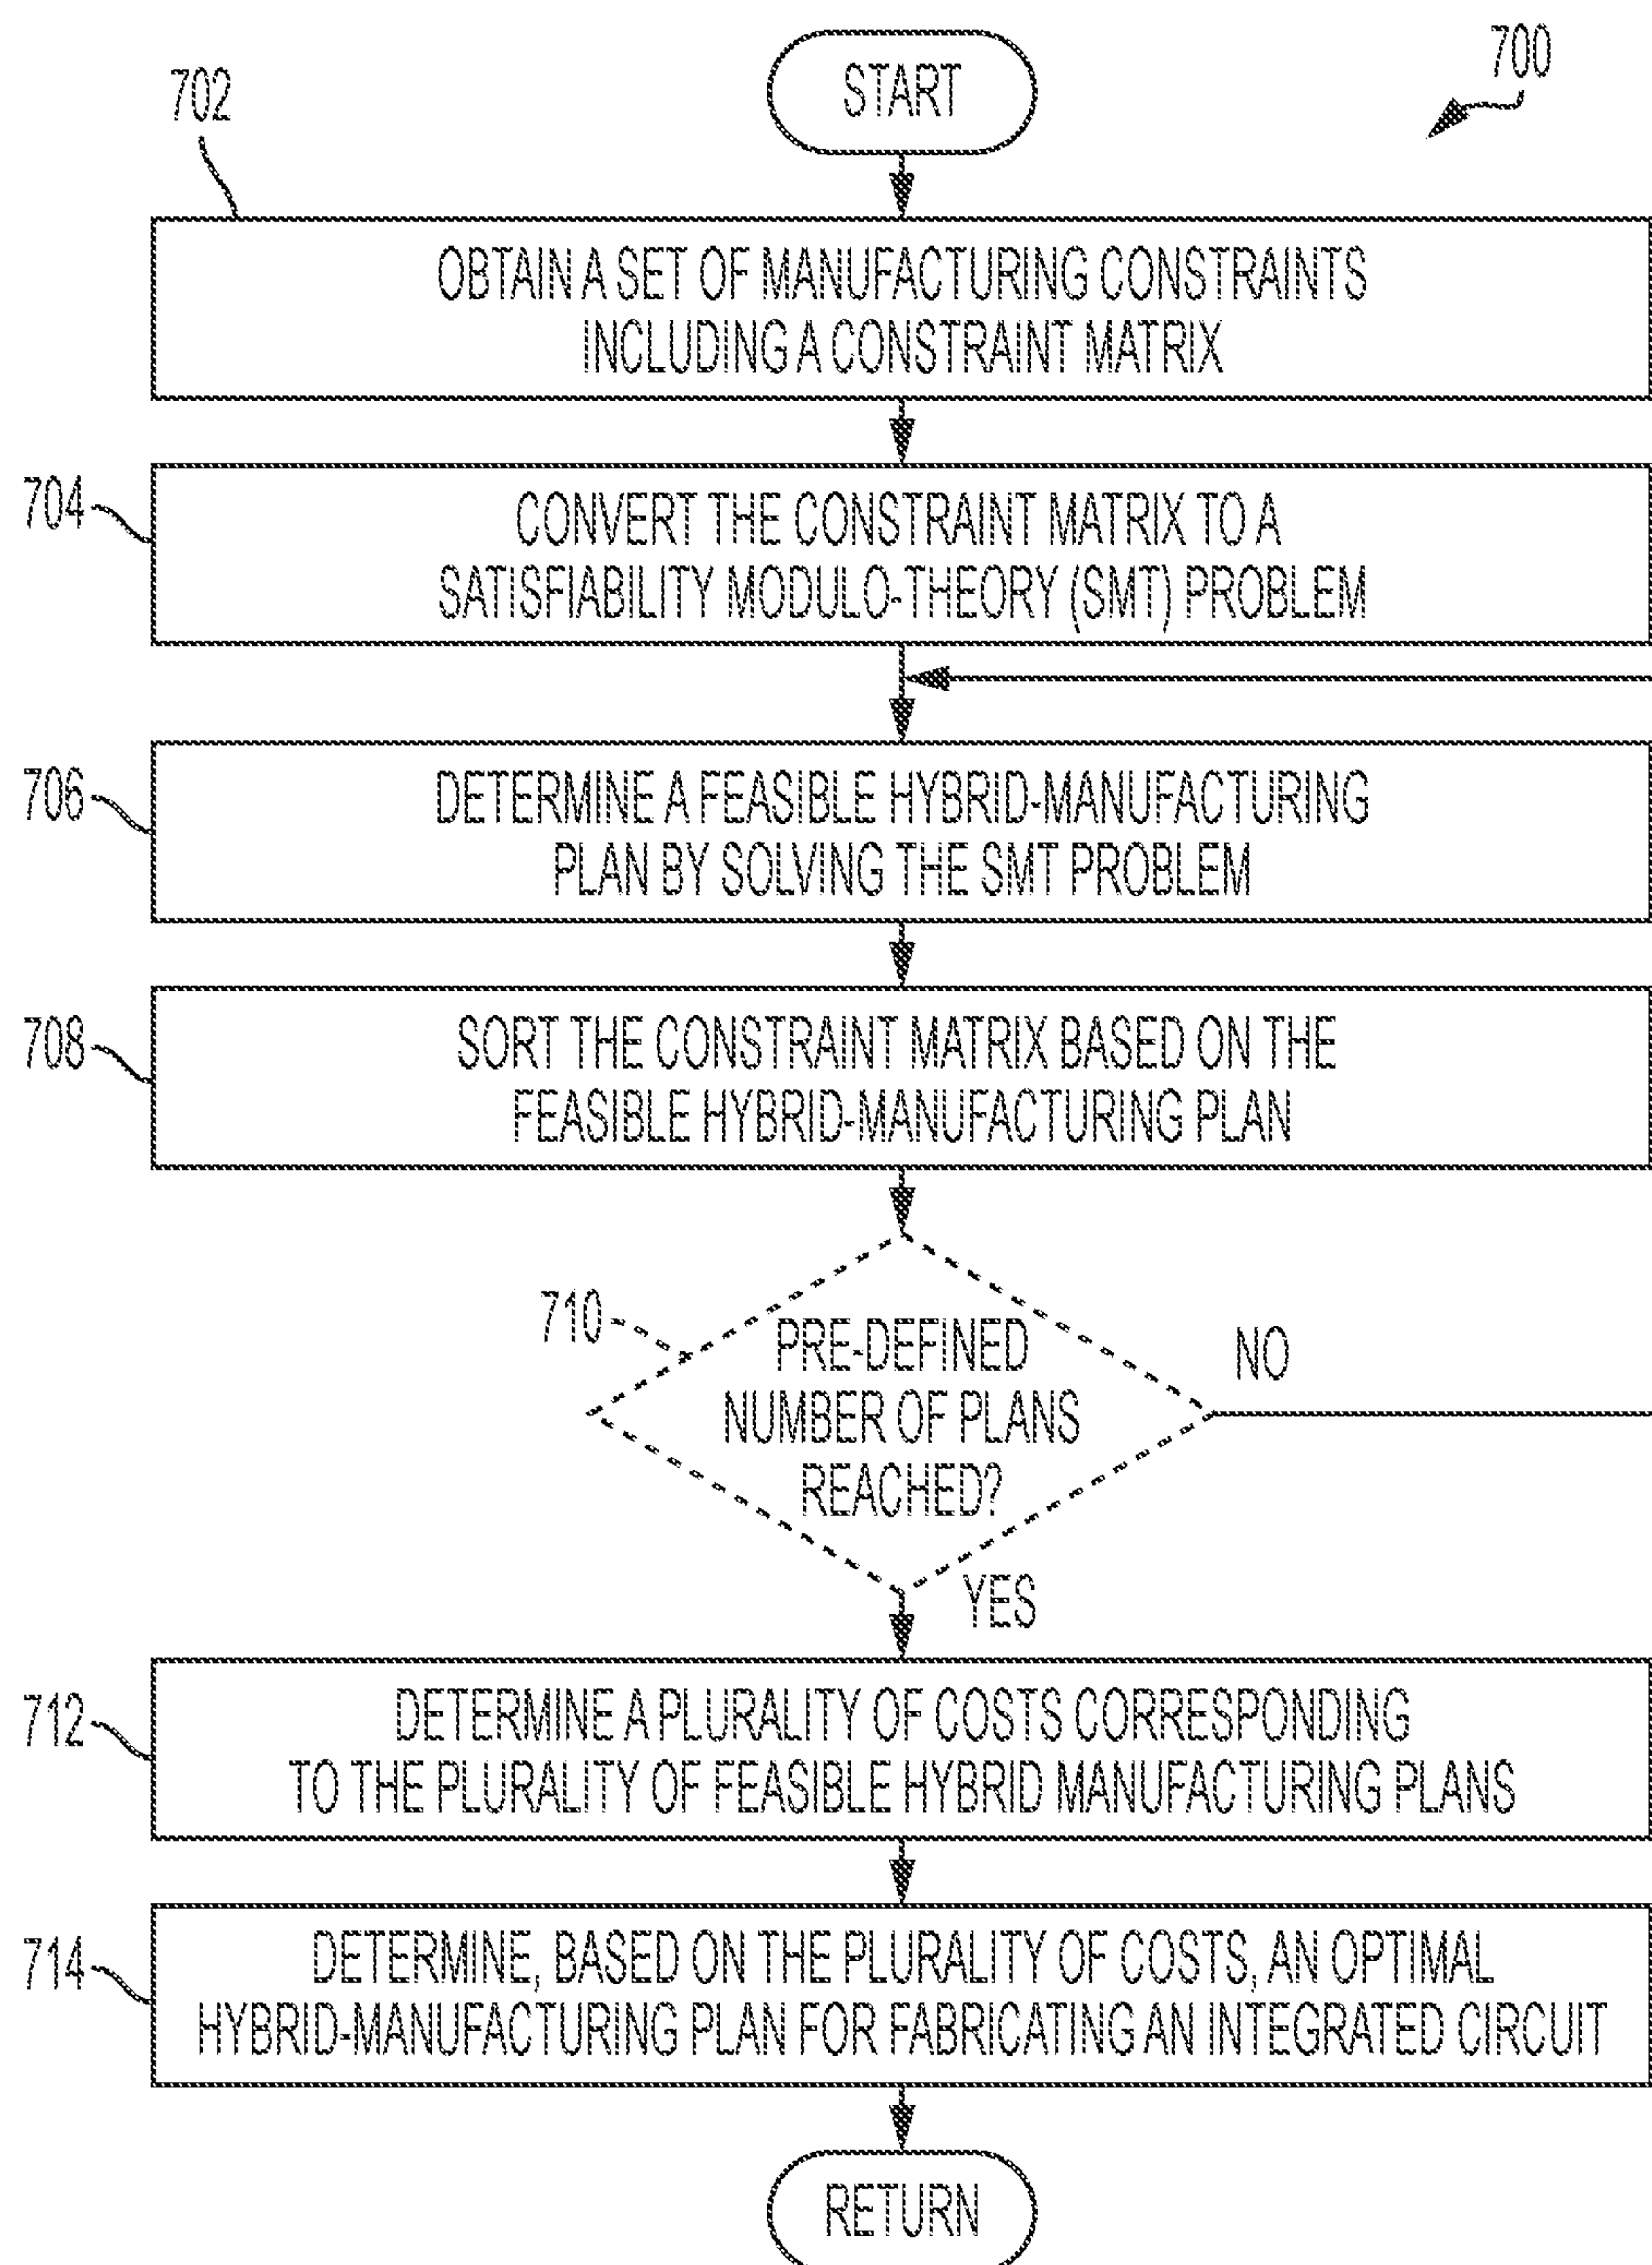 700
START
702
OBTAIN A SET OF MANUFACTURING CONSTRAINTS
INCLUDING A CONSTRAINT MATRIX
704
CONVERT THE CONSTRAINT MATRIX TO A
SATISFIABILITY MODULO-THEORY (SMT) PROBLEM
706
DETERMINE A FEASIBLE HYBRID-MANUFACTURING
PLAN BY SOLVING THE SMT PROBLEM
708
SORT THE CONSTRAINT MATRIX BASED ON THE
FEASIBLE HYBRID-MANUFACTURING PLAN
710
PRE-DEFINED
NUMBER OF PLANS
REACHED?
NO
YES
712
DETERMINE A PLURALITY OF COSTS CORRESPONDING
TO THE PLURALITY OF FEASIBLE HYBRID MANUFACTURING PLANS
714
DETERMINE, BASED ON THE PLURALITY OF COSTS, AN OPTIMAL
HYBRID-MANUFACTURING PLAN FOR FABRICATING AN INTEGRATED CIRCUIT
RETURN